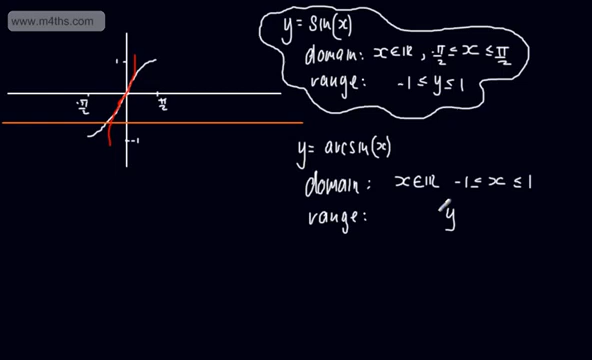 www.m4ths.com
y = sin(x)
domain: x∈ℝ, -π/2 ≤ x ≤ π/2
range: -1 ≤ y ≤ 1
1
-π/2
π/2
-1
y = arcsin(x)
domain: x∈ℝ -1 ≤ x ≤ 1
range: y